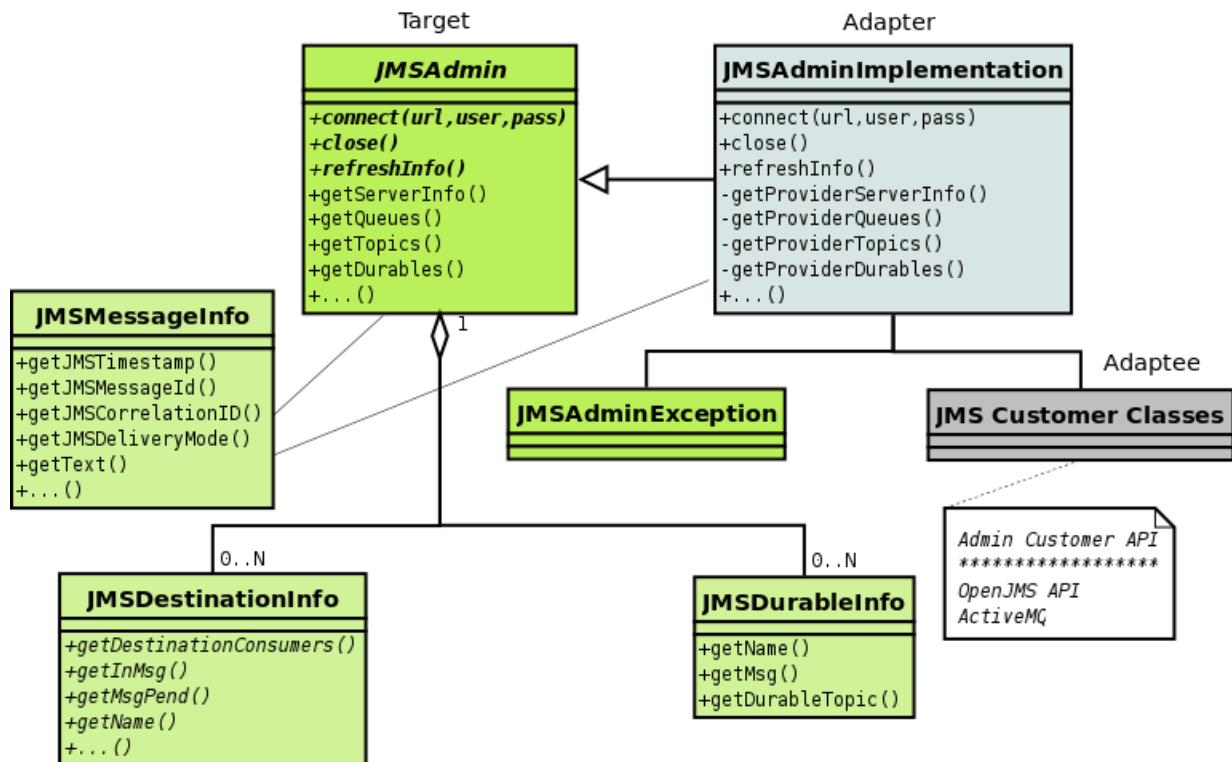 Target
JMSAdmin
+connect(url,user,pass)
+close()
+refreshInfo()
+getServerInfo()
+getQueues()
+getTopics()
+getDurables()
+...()
1
Adapter
JMSAdminImplementation
+connect(url,user,pass)
+close()
+refreshInfo()
-getProviderServerInfo()
-getProviderQueues()
-getProviderTopics()
-getProviderDurables()
+...()
JMSMessageInfo
+getJMSTimestamp()
+getJMSMessageId()
+getJMSCorrelationID()
+getJMSDeliveryMode()
+getText()
+...()
JMSAdminException
Adaptee
JMS Customer Classes
Admin Customer API
******************
OpenJMS API
ActiveMQ
0..N
JMSDestinationInfo
+getDestinationConsumers()
+getInMsg()
+getMsgPend()
+getName()
+...()
0..N
JMSDurableInfo
+getName()
+getMsg()
+getDurableTopic()